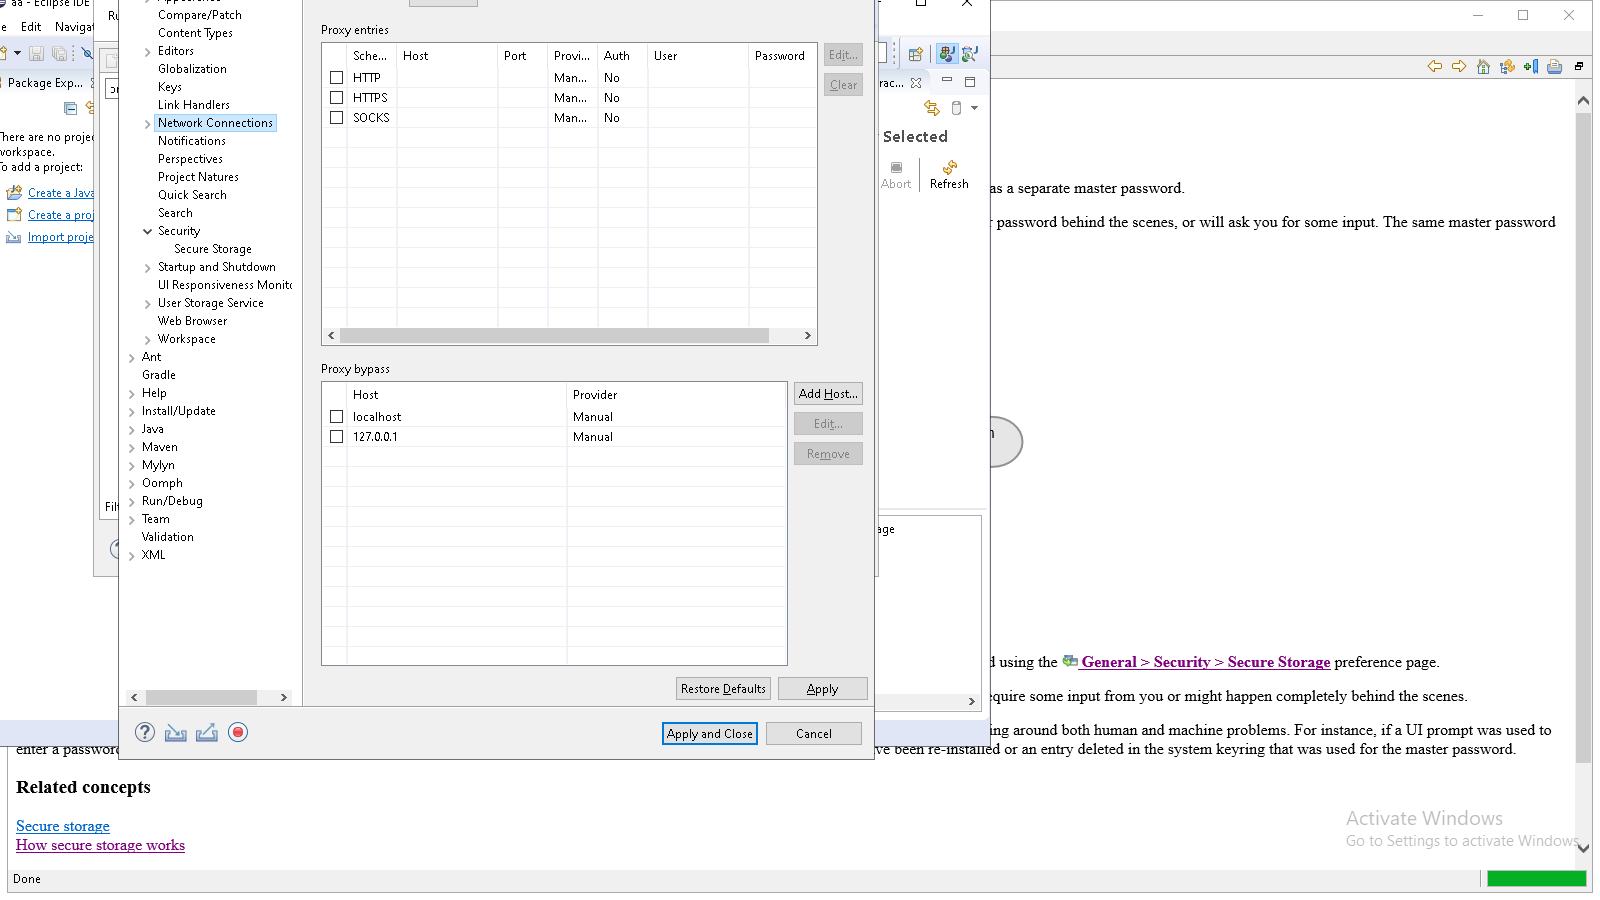 aa - Eclipse IDE
Edit
Navigat
Package Exp...
There are no projec
workspace.
To add a project:
Create a Java
Create a proj
Import proje
Compare/Patch
Content Types
Editors
Globalization
Keys
Link Handlers
Network Connections
Notifications
Perspectives
Project Natures
Quick Search
Search
Security
Secure Storage
Startup and Shutdown
UI Responsiveness Monito
User Storage Service
Web Browser
Workspace
Ant
Gradle
Help
Install/Update
Java
Maven
Mylyn
Oomph
Run/Debug
Team
Validation
XML
Proxy entries
Sche... Host Port Provi... Auth User Password
HTTP Man... No
HTTPS Man... No
SOCKS Man... No
Edit...
Clear
Proxy bypass
Host Provider
localhost Manual
127.0.0.1 Manual
Add Host...
Edit...
Remove
Restore Defaults Apply
Apply and Close Cancel
rac...
Selected
Abort Refresh
as a separate master password.
password behind the scenes, or will ask you for some input. The same master password
d using the General > Security > Secure Storage preference page.
equire some input from you or might happen completely behind the scenes.
ing around both human and machine problems. For instance, if a UI prompt was used to
enter a password
ve been re-installed or an entry deleted in the system keyring that was used for the master password.
Related concepts
Secure storage
How secure storage works
Activate Windows
Go to Settings to activate Windows.
Done